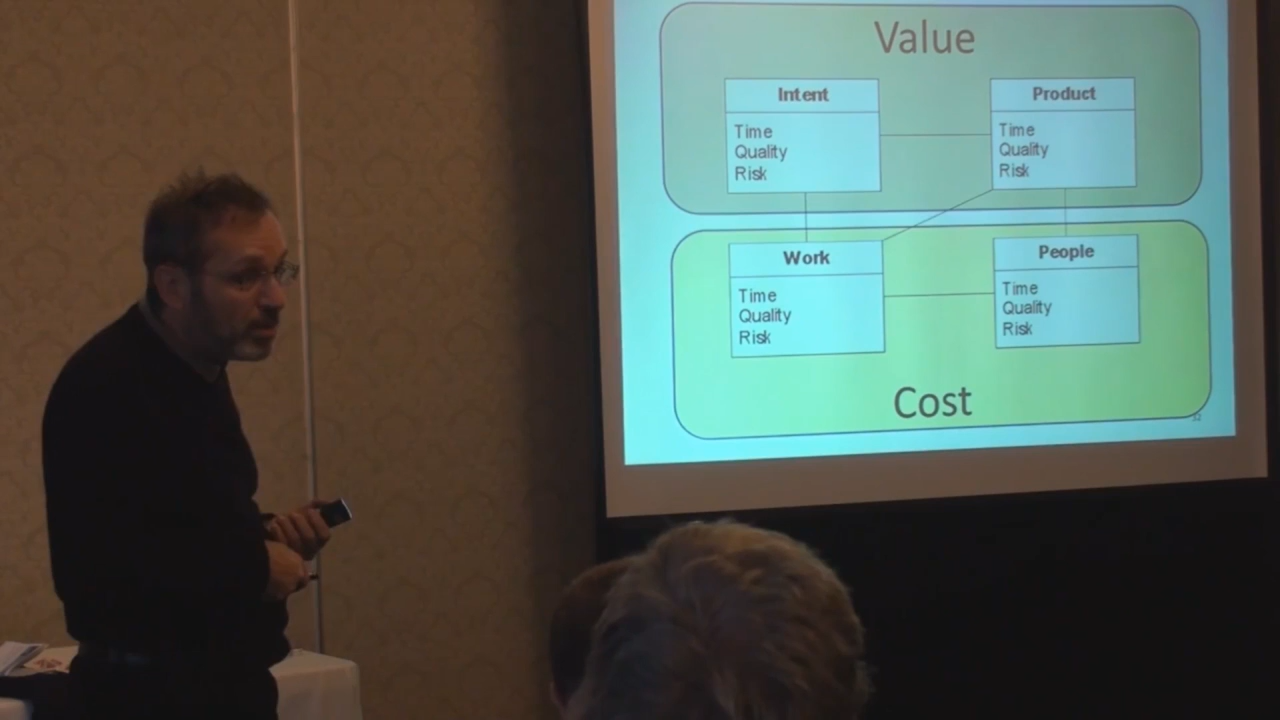 Value
Intent
Time
Quality
Risk
Product
Time
Quality
Risk
Work
Time
Quality
Risk
People
Time
Quality
Risk
Cost